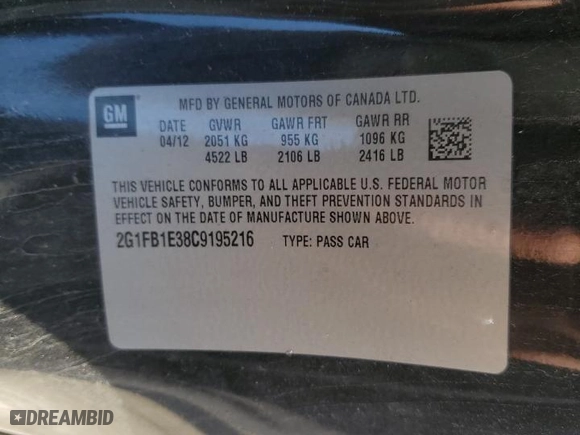 GM
MFD BY GENERAL MOTORS OF CANADA LTD.
DATE GVWR GAWR FRT GAWR RR
04/12 2051 KG 955 KG 1096 KG
4522 LB 2106 LB 2416 LB
THIS VEHICLE CONFORMS TO ALL APPLICABLE U.S. FEDERAL MOTOR
VEHICLE SAFETY, BUMPER, AND THEFT PREVENTION STANDARDS IN
EFFECT ON THE DATE OF MANUFACTURE SHOWN ABOVE.
2G1FB1E38C9195216 TYPE: PASS CAR
DREAMBID